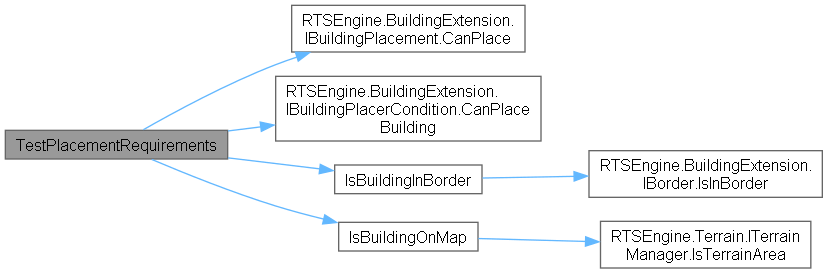 RTSEngine.BuildingExtension.
IBuildingPlacement.CanPlace
RTSEngine.BuildingExtension.
IBuildingPlacerCondition.CanPlace
Building
TestPlacementRequirements
IsBuildingInBorder
RTSEngine.BuildingExtension.
IBorder.IsInBorder
IsBuildingOnMap
RTSEngine.Terrain.ITerrain
Manager.IsTerrainArea